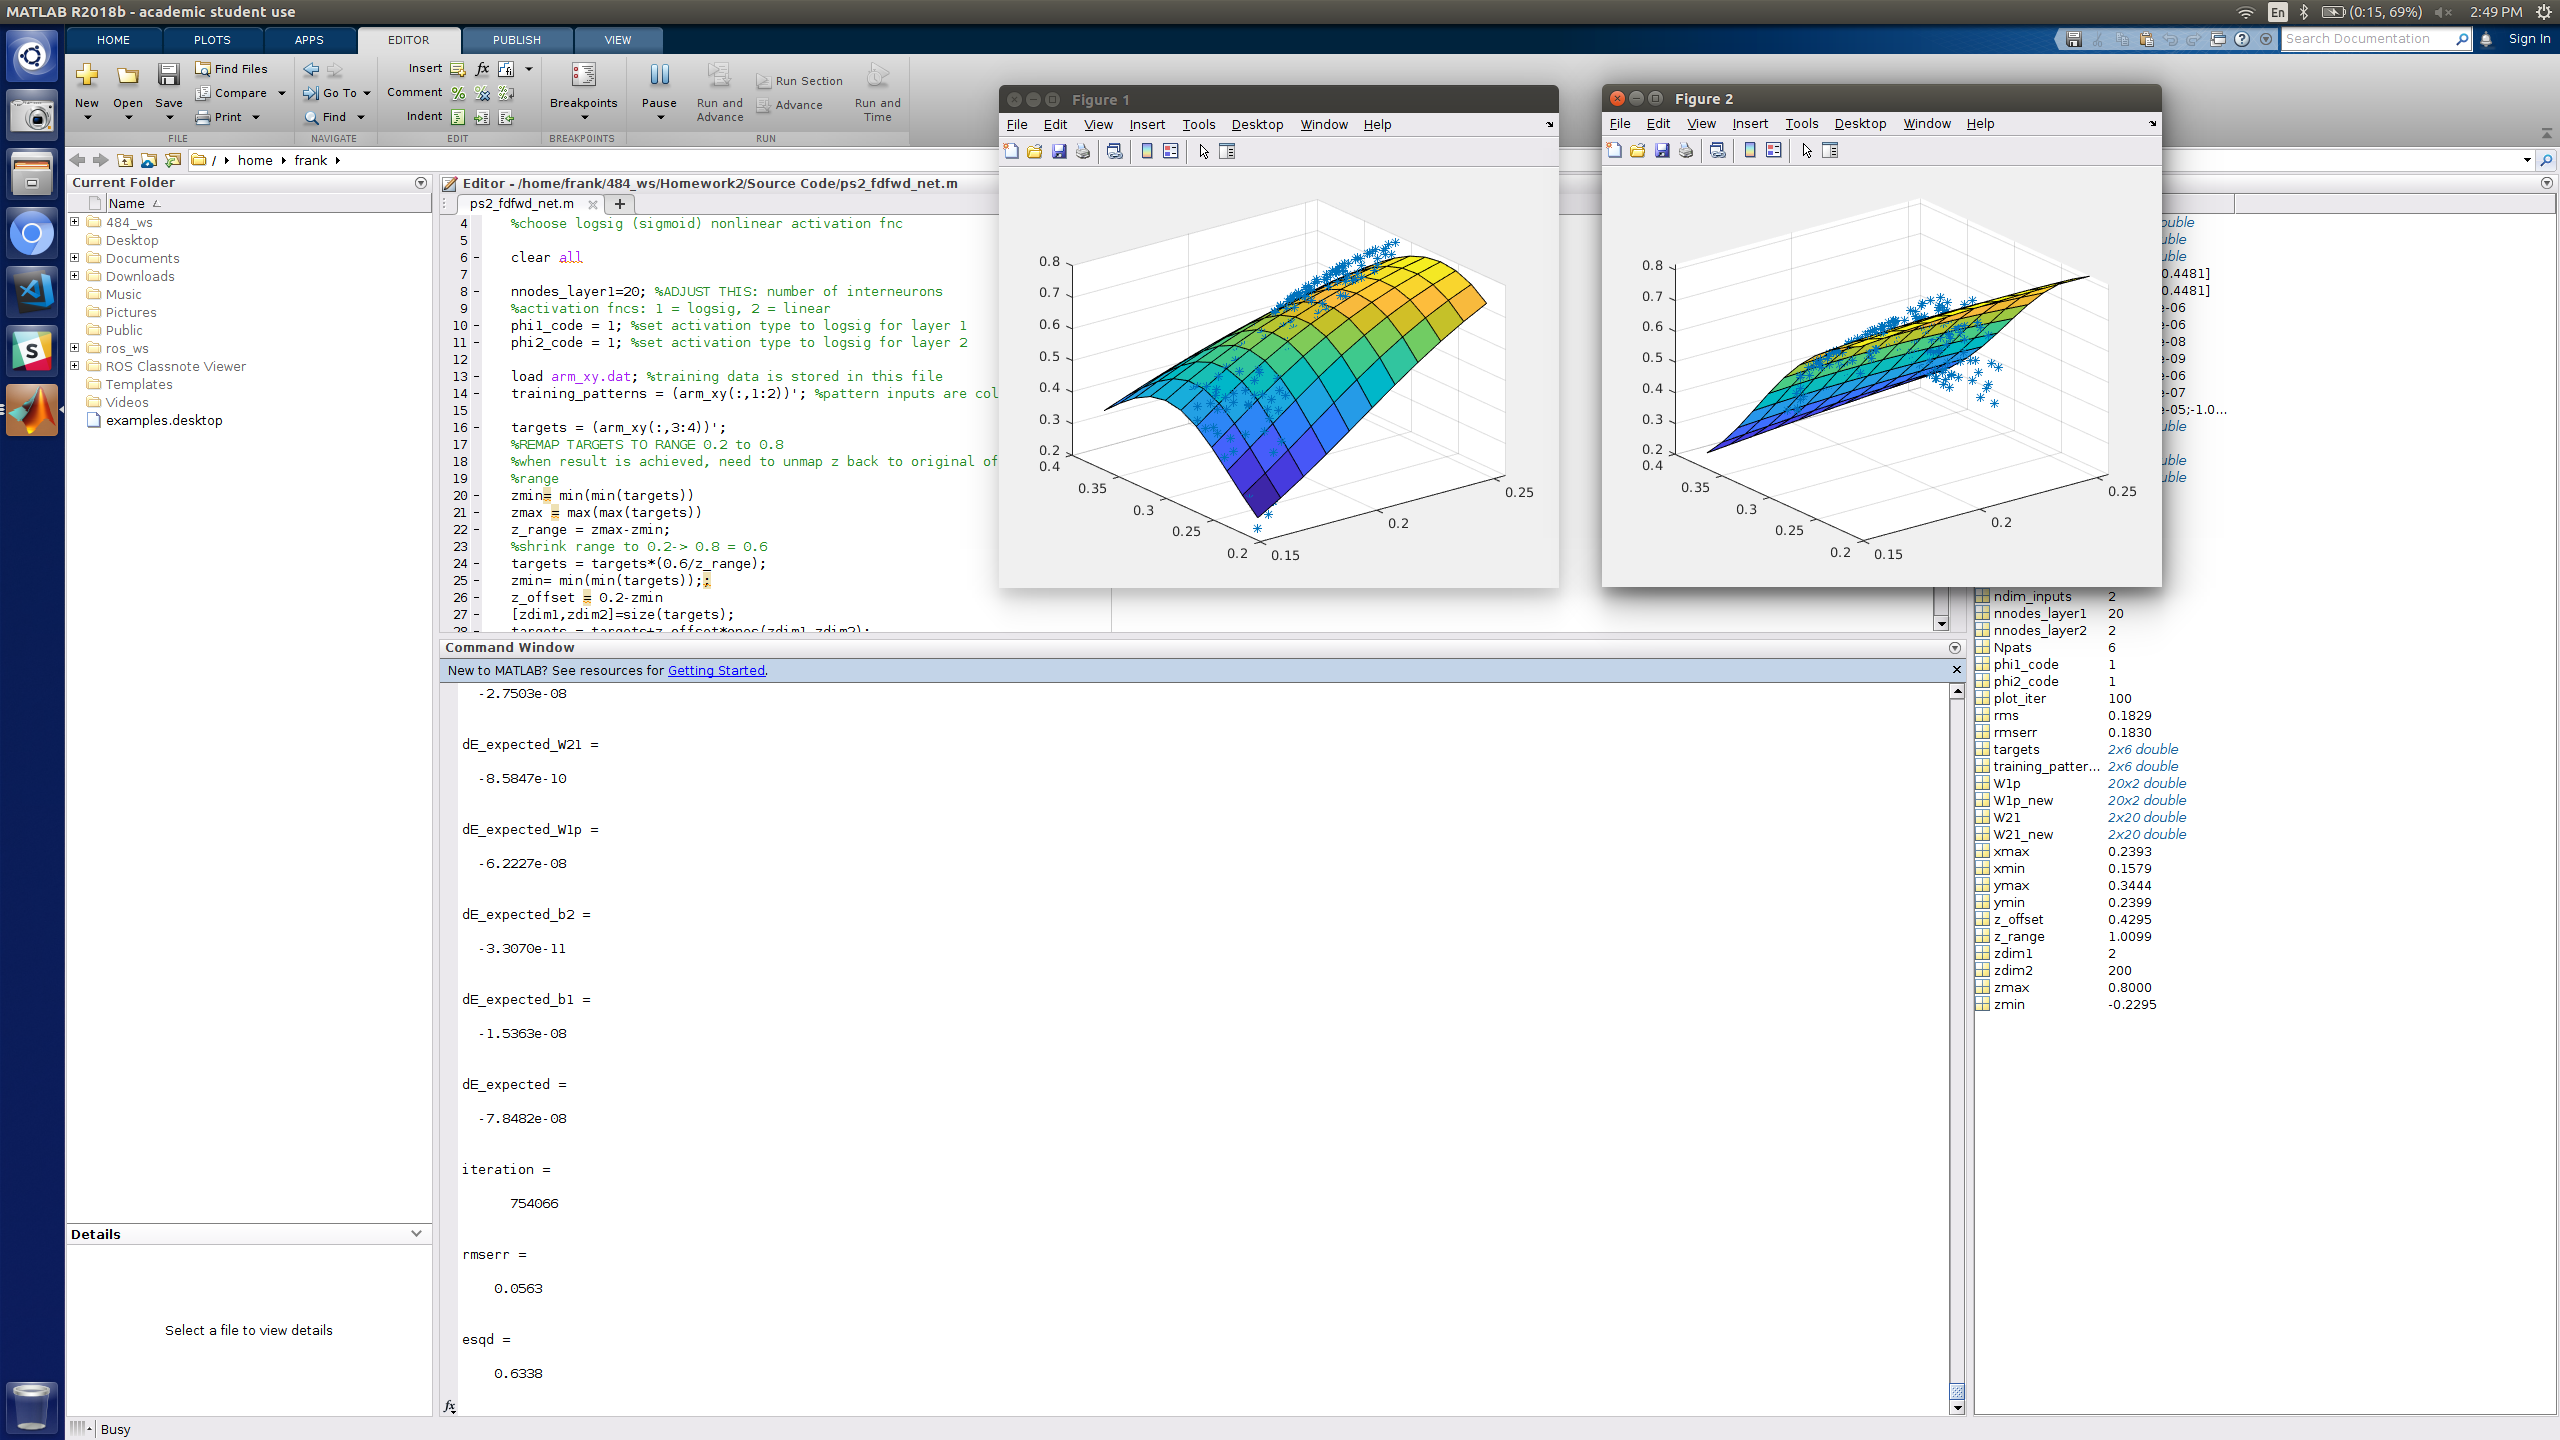 MATLAB R2018b - academic student use
En (0:15, 69%) 2:49 PM
HOME PLOTS APPS EDITOR PUBLISH VIEW
Search Documentation Sign In
New Open Save Find Files Compare Print
Go To Find
Insert fx
Comment
Indent
Breakpoints
Pause Run and Advance Run Section Advance Run and Time
FILE NAVIGATE EDIT BREAKPOINTS RUN
/ home frank
Current Folder
Name
484_ws
Desktop
Documents
Downloads
Music
Pictures
Public
ros_ws
ROS Classnote Viewer
Templates
Videos
examples.desktop
Details
Select a file to view details
Busy
Editor - /home/frank/484_ws/Homework2/Source Code/ps2_fdfwd_net.m
ps2_fdfwd_net.m
4 %choose logsig (sigmoid) nonlinear activation fnc
5
6 - clear all
7
8 - nnodes_layer1=20; %ADJUST THIS: number of interneurons
9 - %activation fncs: 1 = logsig, 2 = linear
10 - phi1_code = 1; %set activation type to logsig for layer 1
11 - phi2_code = 1; %set activation type to logsig for layer 2
12
13 - load arm_xy.dat; %training data is stored in this file
14 - training_patterns = (arm_xy(:,1:2))'; %pattern inputs are col
15
16 - targets = (arm_xy(:,3:4))';
17 %REMAP TARGETS TO RANGE 0.2 to 0.8
18 %when result is achieved, need to unmap z back to original of
19 %range
20 - zmin= min(min(targets))
21 - zmax = max(max(targets))
22 - z_range = zmax-zmin;
23 %shrink range to 0.2-> 0.8 = 0.6
24 - targets = targets*(0.6/z_range);
25 - zmin= min(min(targets));;
26 - z_offset = 0.2-zmin
27 - [zdim1,zdim2]=size(targets);
28 - targets = targets+z_offset*ones(zdim1,zdim2);
Figure 1
File Edit View Insert Tools Desktop Window Help
0.8
0.7
0.6
0.5
0.4
0.3
0.2
0.4
0.35
0.3
0.25
0.2
0.15
0.2
0.25
Figure 2
File Edit View Insert Tools Desktop Window Help
0.8
0.7
0.6
0.5
0.4
0.3
0.2
0.4
0.35
0.3
0.25
0.2
0.15
0.2
0.25
Command Window
New to MATLAB? See resources for Getting Started.
-2.7503e-08
dE_expected_W21 =
-8.5847e-10
dE_expected_W1p =
-6.2227e-08
dE_expected_b2 =
-3.3070e-11
dE_expected_b1 =
-1.5363e-08
dE_expected =
-7.8482e-08
iteration =
754066
rmserr =
0.0563
esqd =
0.6338
fx
0.4481]
0.4481]
e-06
e-06
e-08
e-09
e-06
e-07
e-05;-1.0...
ndim_inputs 2
nnodes_layer1 20
nnodes_layer2 2
Npats 6
phi1_code 1
phi2_code 1
plot_iter 100
rms 0.1829
rmserr 0.1830
targets 2x6 double
training_patter... 2x6 double
W1p 20x2 double
W1p_new 20x2 double
W21 2x20 double
W21_new 2x20 double
xmax 0.2393
xmin 0.1579
ymax 0.3444
ymin 0.2399
z_offset 0.4295
z_range 1.0099
zdim1 2
zdim2 200
zmax 0.8000
zmin -0.2295